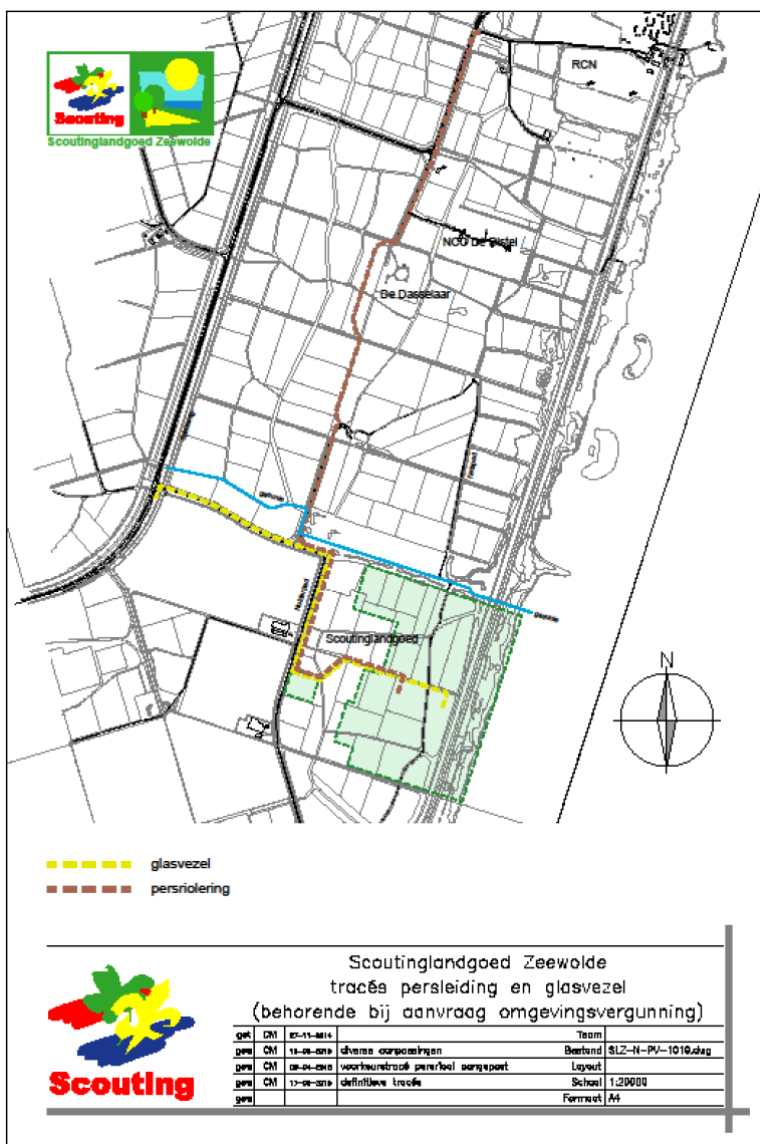 Scouting
Scoutinglandgoed Zeewolde
RCN
De Dasselaar
Scoutinglandgoed
N
glasvezel
persriolering
Scoutinglandgoed Zeewolde
tracés persleiding en glasvezel
(behorende bij aanvraag omgevingsvergunning)
Scouting
get CM Team
gew CM diverse aanpassingen Bestand SLZ-N-PV-1019.dwg
gew CM aangepast Layout
gew CM definitieve tracés Schaal 1:20000
gew Formaat A4